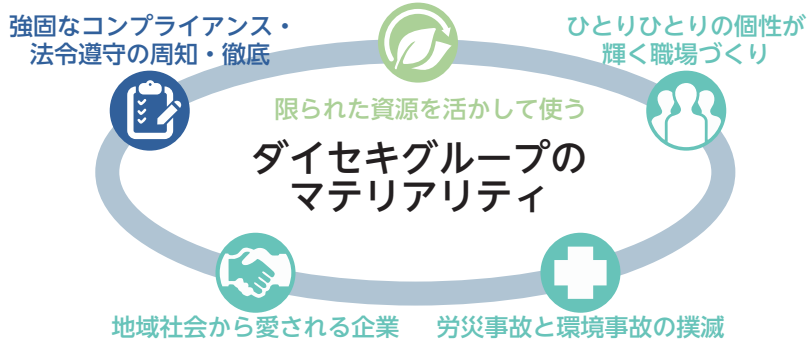 強固なコンプライアンス・
法令遵守の周知・徹底
ひとりひとりの個性が
輝く職場づくり
限られた資源を活かして使う
ダイセキグループの
マテリアリティ
地域社会から愛される企業
労災事故と環境事故の撲滅